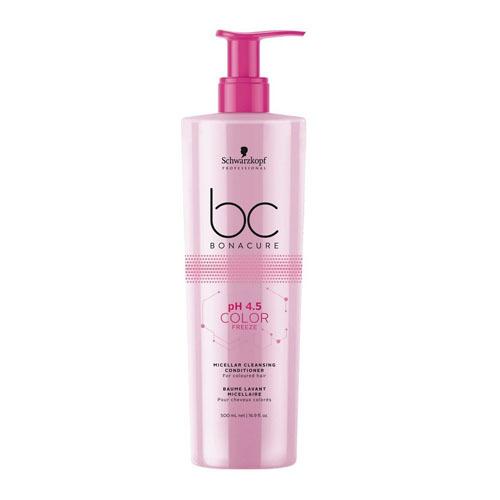 Schwarzkopf
PROFESSIONAL
bc
BONACURE
pH 4.5
COLOR
FREEZE
MICELLAR CLEANSING
CONDITIONER
For coloured hair
BAUME LAVANT
MICELLAIRE
Pour cheveux colorés
500 mL net | 16.9 fl. oz.